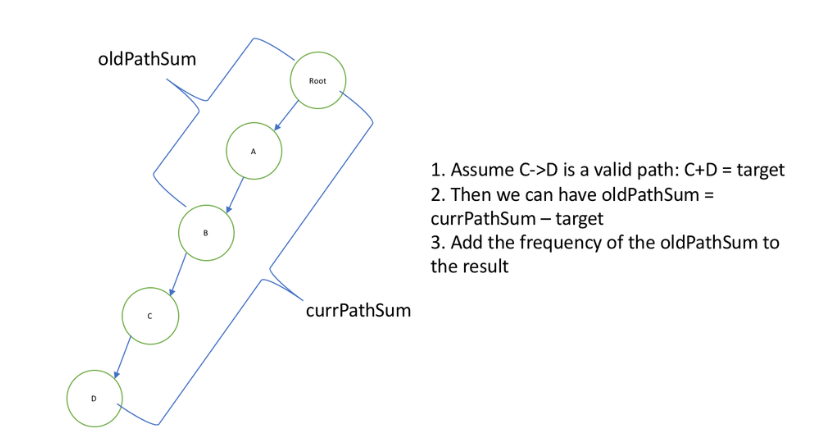 oldPathSum
Root
A
B
C
D
currPathSum
1. Assume C->D is a valid path: C+D = target
2. Then we can have oldPathSum =
currPathSum – target
3. Add the frequency of the oldPathSum to
the result